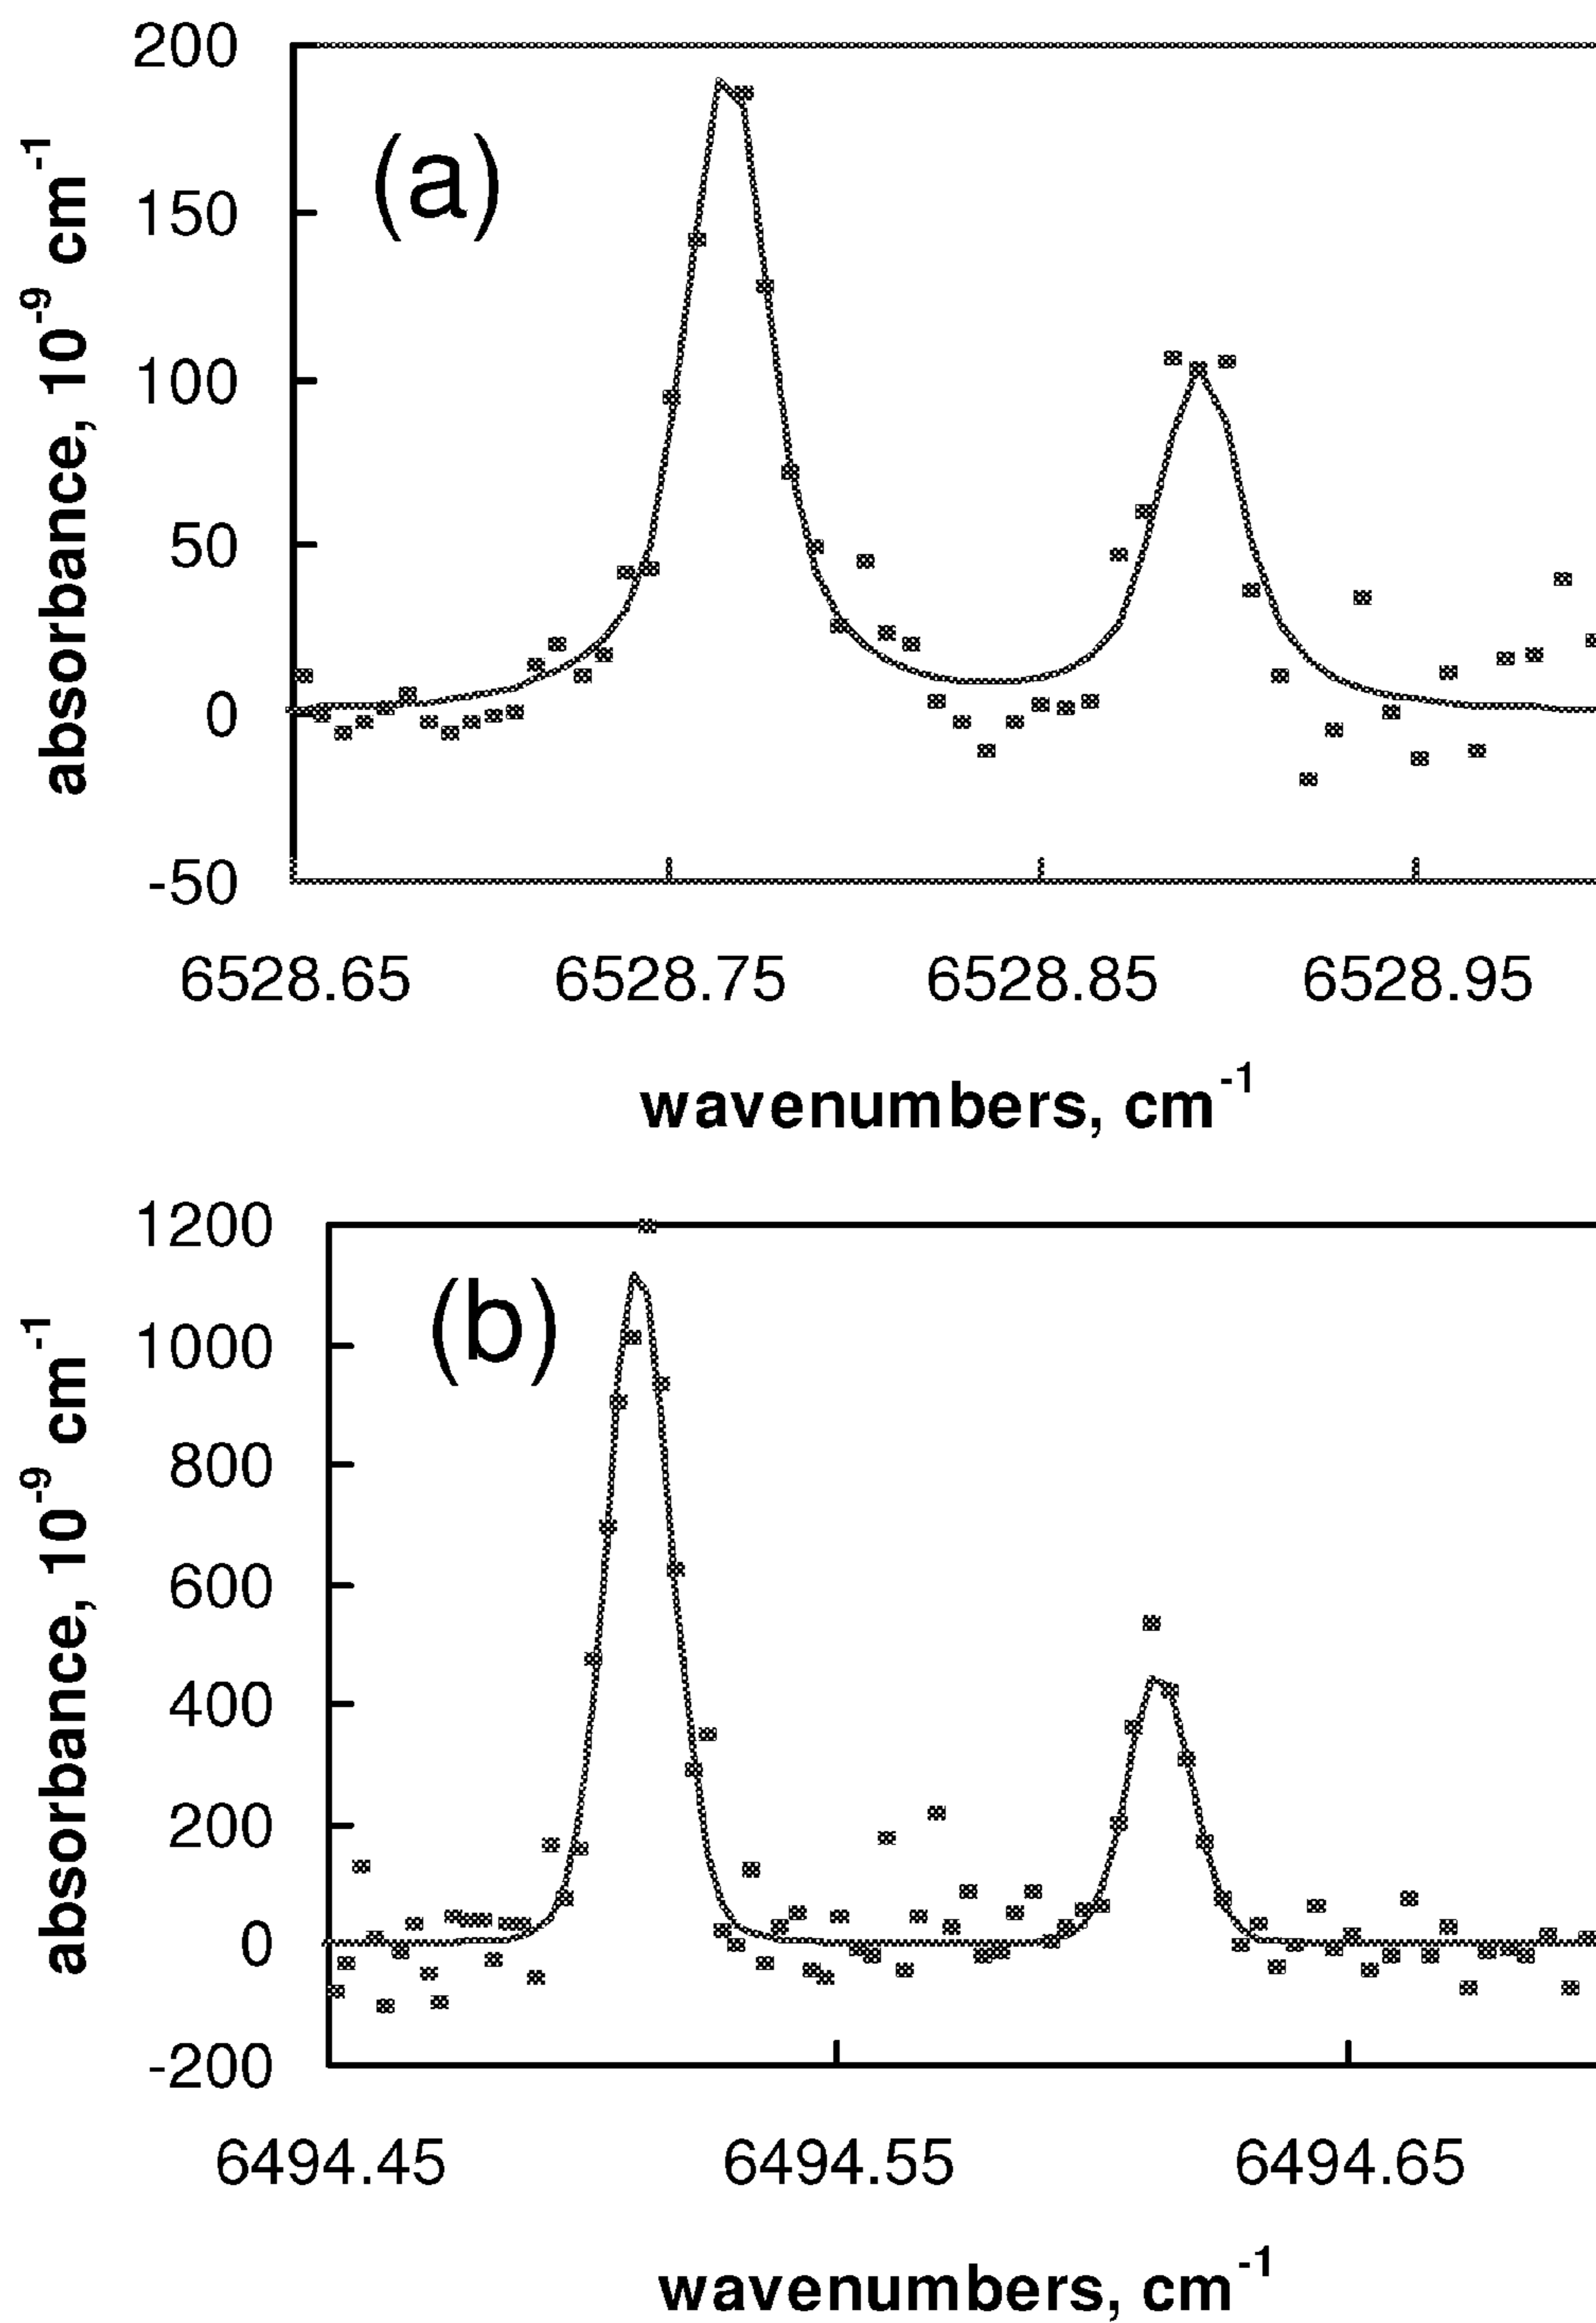 200
150
100
50
0
-50
absorbance, 10⁻⁹ cm⁻¹
(a)
6528.65 6528.75 6528.85 6528.95
wavenumbers, cm⁻¹
1200
1000
800
600
400
200
0
-200
absorbance, 10⁻⁹ cm⁻¹
(b)
6494.45 6494.55 6494.65
wavenumbers, cm⁻¹